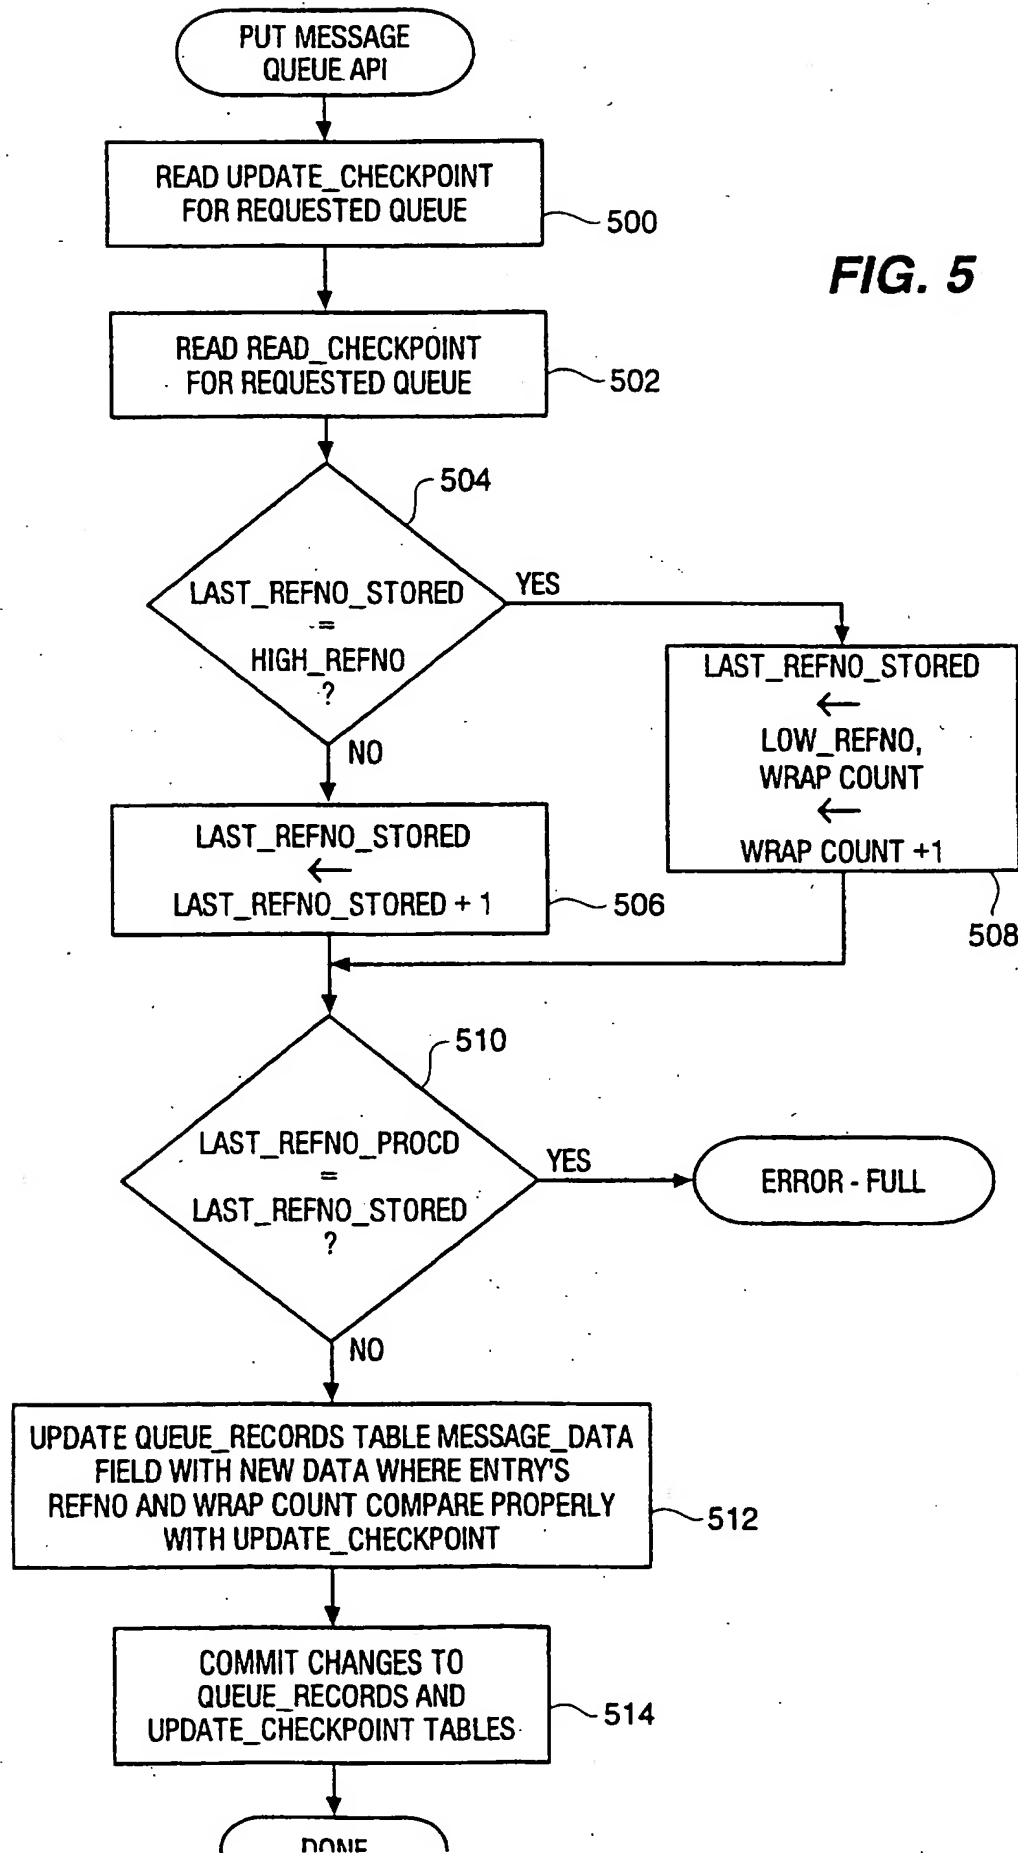 PUT MESSAGE
QUEUE API
READ UPDATE_CHECKPOINT
FOR REQUESTED QUEUE
500
FIG. 5
READ READ_CHECKPOINT
FOR REQUESTED QUEUE
502
504
LAST_REFNO_STORED
=
HIGH_REFNO
?
YES
NO
LAST_REFNO_STORED
←
LOW_REFNO,
WRAP COUNT
←
WRAP COUNT +1
508
LAST_REFNO_STORED
←
LAST_REFNO_STORED + 1
506
510
LAST_REFNO_PROCD
=
LAST_REFNO_STORED
?
YES
ERROR - FULL
NO
UPDATE QUEUE_RECORDS TABLE MESSAGE_DATA
FIELD WITH NEW DATA WHERE ENTRY'S
REFNO AND WRAP COUNT COMPARE PROPERLY
WITH UPDATE_CHECKPOINT
512
COMMIT CHANGES TO
QUEUE_RECORDS AND
UPDATE_CHECKPOINT TABLES
514
DONE